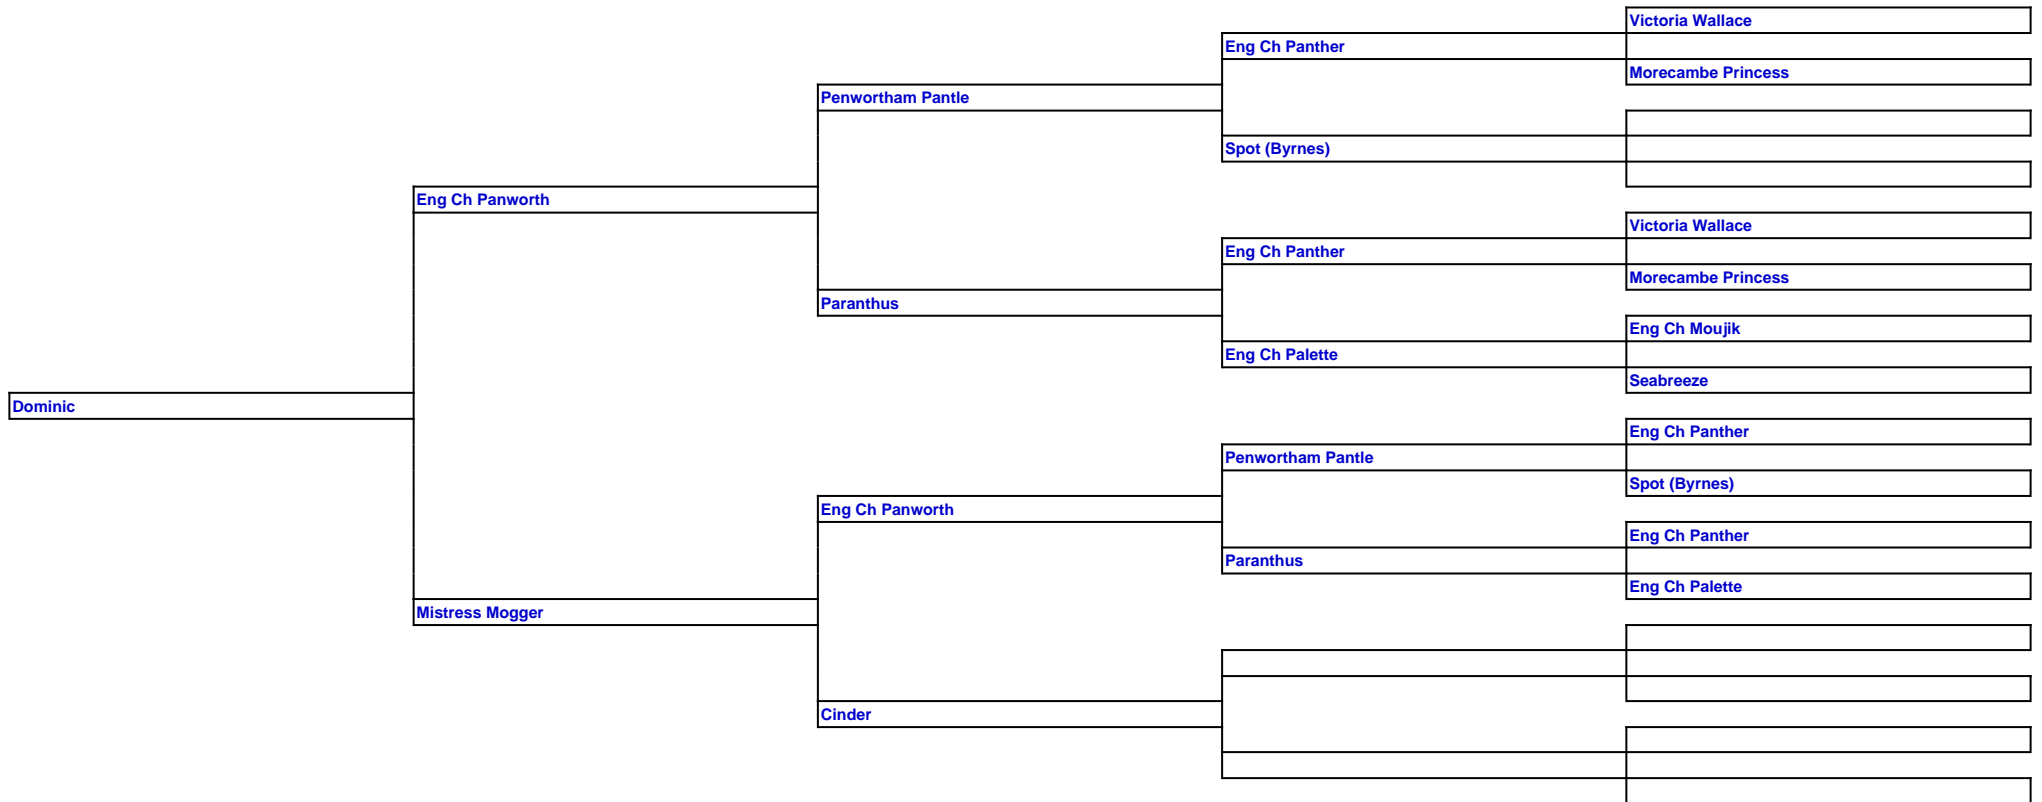 Victoria Wallace
Eng Ch Panther
Morecambe Princess
Penwortham Pantle
Spot (Byrnes)
Eng Ch Panworth
Victoria Wallace
Eng Ch Panther
Morecambe Princess
Paranthus
Eng Ch Moujik
Eng Ch Palette
Seabreeze
Dominic
Eng Ch Panther
Penwortham Pantle
Spot (Byrnes)
Eng Ch Panworth
Eng Ch Panther
Paranthus
Eng Ch Palette
Mistress Mogger
Cinder